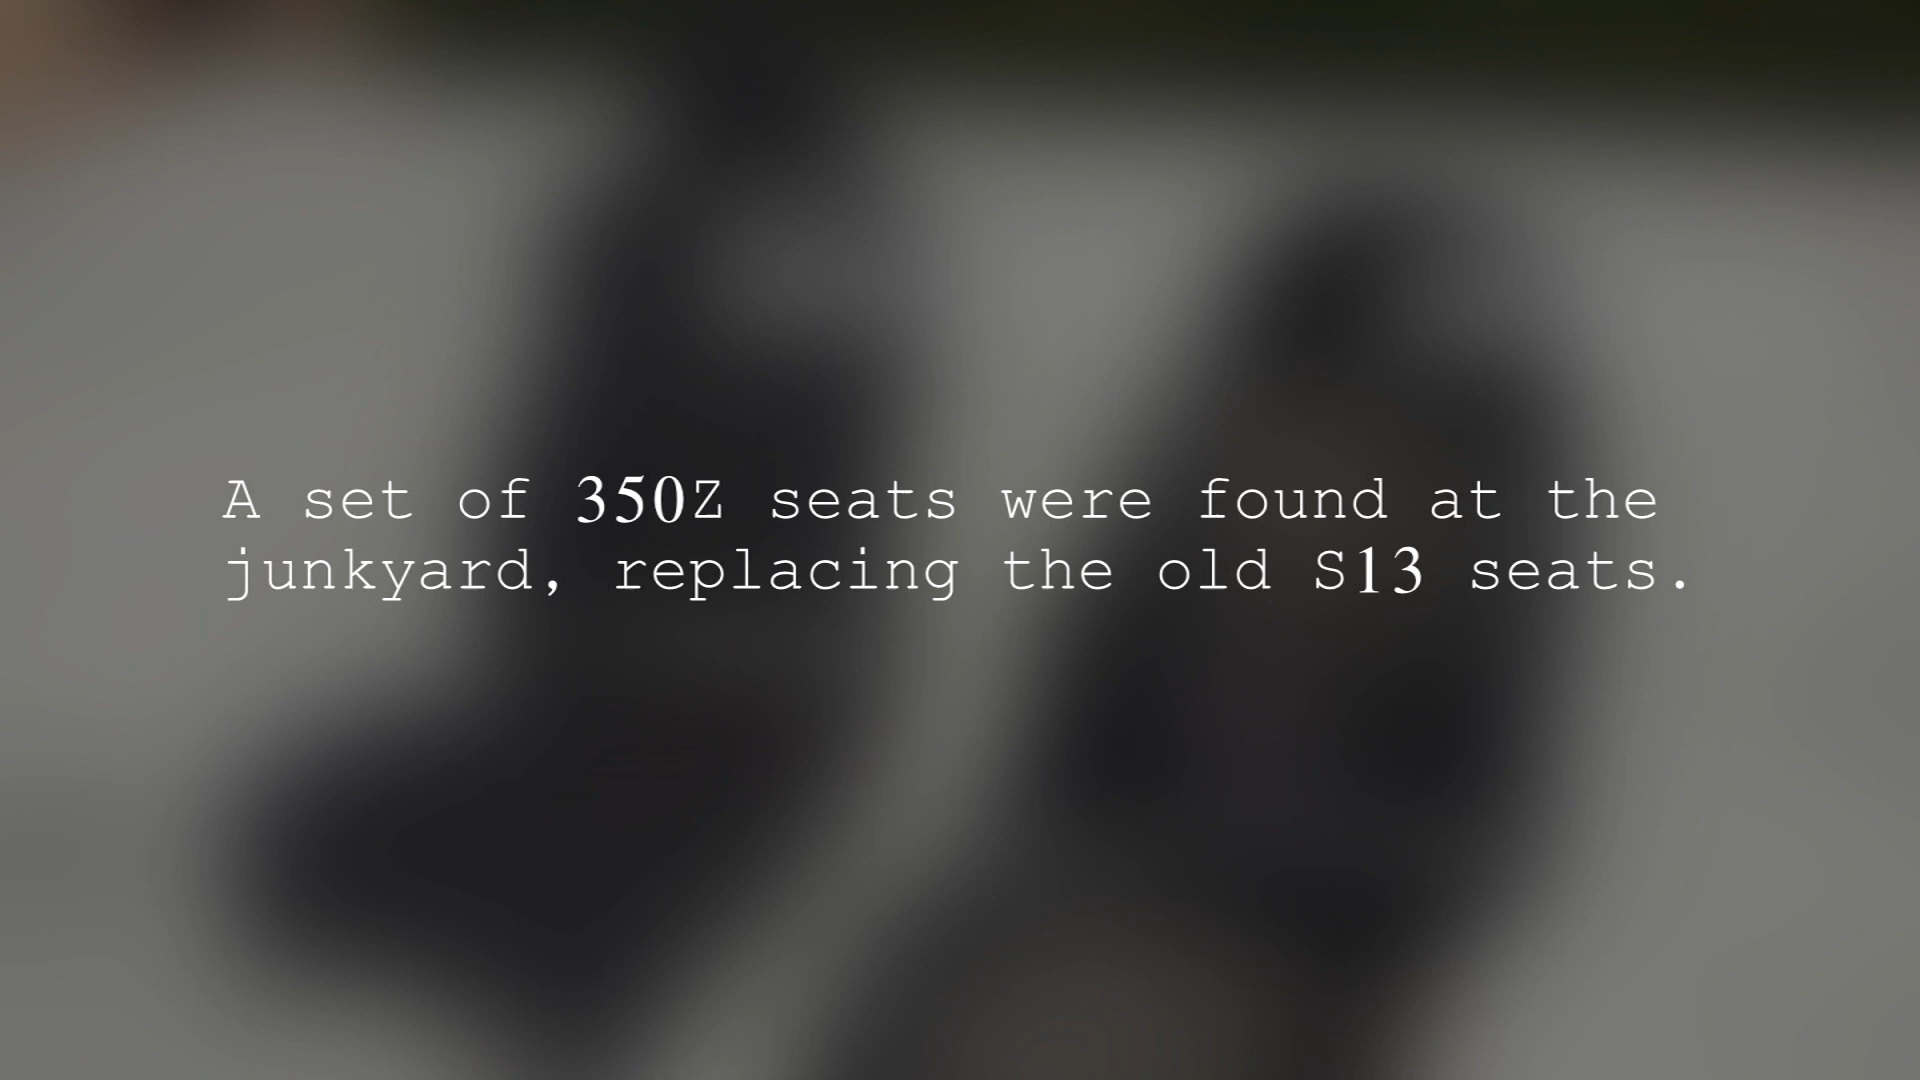 A set of 350Z seats were found at the
junkyard, replacing the old S13 seats.